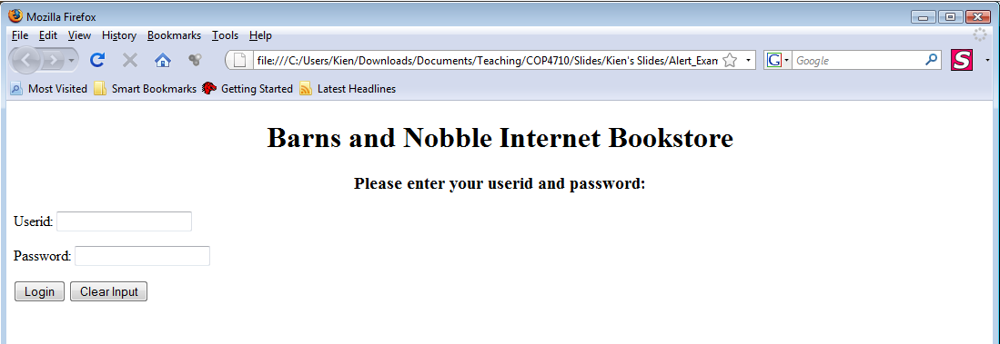 Mozilla Firefox
File Edit View History Bookmarks Tools Help
file:///C:/Users/Kien/Downloads/Documents/Teaching/COP4710/Slides/Kien's Slides/Alert_Exam G Google S
Most Visited Smart Bookmarks Getting Started Latest Headlines
Barns and Nobble Internet Bookstore
Please enter your userid and password:
Userid:
Password:
Login Clear Input